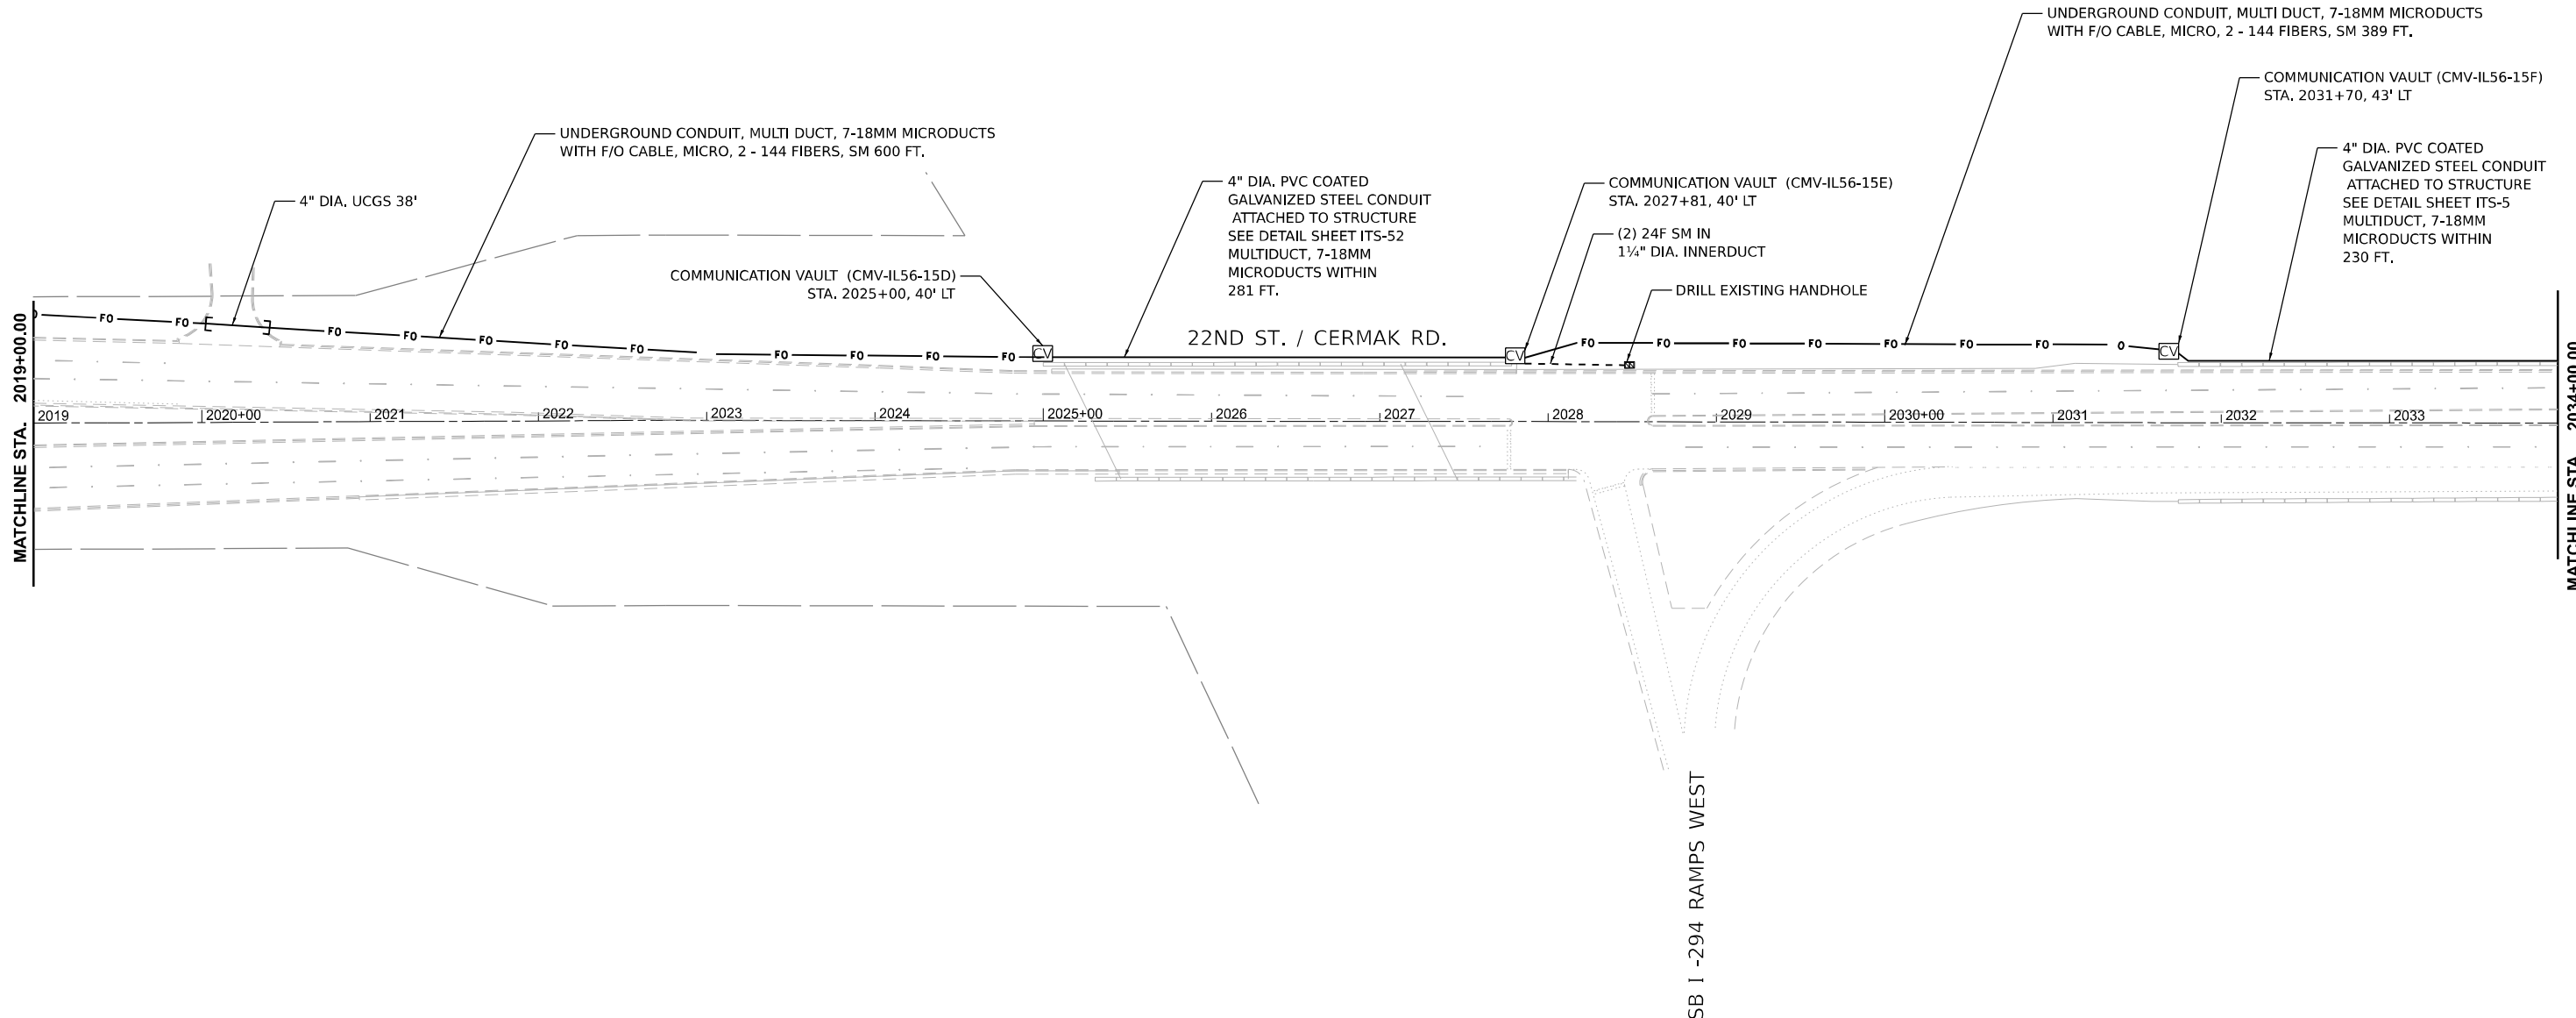 UNDERGROUND CONDUIT, MULTI DUCT, 7-18MM MICRODUCTS
WITH F/O CABLE, MICRO, 2 - 144 FIBERS, SM 389 FT.
COMMUNICATION VAULT (CMV-IL56-15F)
STA. 2031+70, 43' LT
UNDERGROUND CONDUIT, MULTI DUCT, 7-18MM MICRODUCTS
WITH F/O CABLE, MICRO, 2 - 144 FIBERS, SM 600 FT.
4" DIA. UCGS 38'
4" DIA. PVC COATED
GALVANIZED STEEL CONDUIT
ATTACHED TO STRUCTURE
SEE DETAIL SHEET ITS-52
MULTIDUCT, 7-18MM
MICRODUCTS WITHIN
281 FT.
COMMUNICATION VAULT (CMV-IL56-15E)
STA. 2027+81, 40' LT
(2) 24F SM IN
1¼" DIA. INNERDUCT
DRILL EXISTING HANDHOLE
4" DIA. PVC COATED
GALVANIZED STEEL CONDUIT
ATTACHED TO STRUCTURE
SEE DETAIL SHEET ITS-5
MULTIDUCT, 7-18MM
MICRODUCTS WITHIN
230 FT.
COMMUNICATION VAULT (CMV-IL56-15D)
STA. 2025+00, 40' LT
22ND ST. / CERMAK RD.
FO FO FO FO FO FO FO FO FO FO FO
CV
CV
FO FO FO FO FO FO FO O
CV
MATCHLINE STA. 2019+00.00
2019 2020+00 2021 2022 2023 2024 2025+00 2026 2027 2028 2029 2030+00 2031 2032 2033
MATCHLINE STA. 2034+00.00
SB I -294 RAMPS WEST